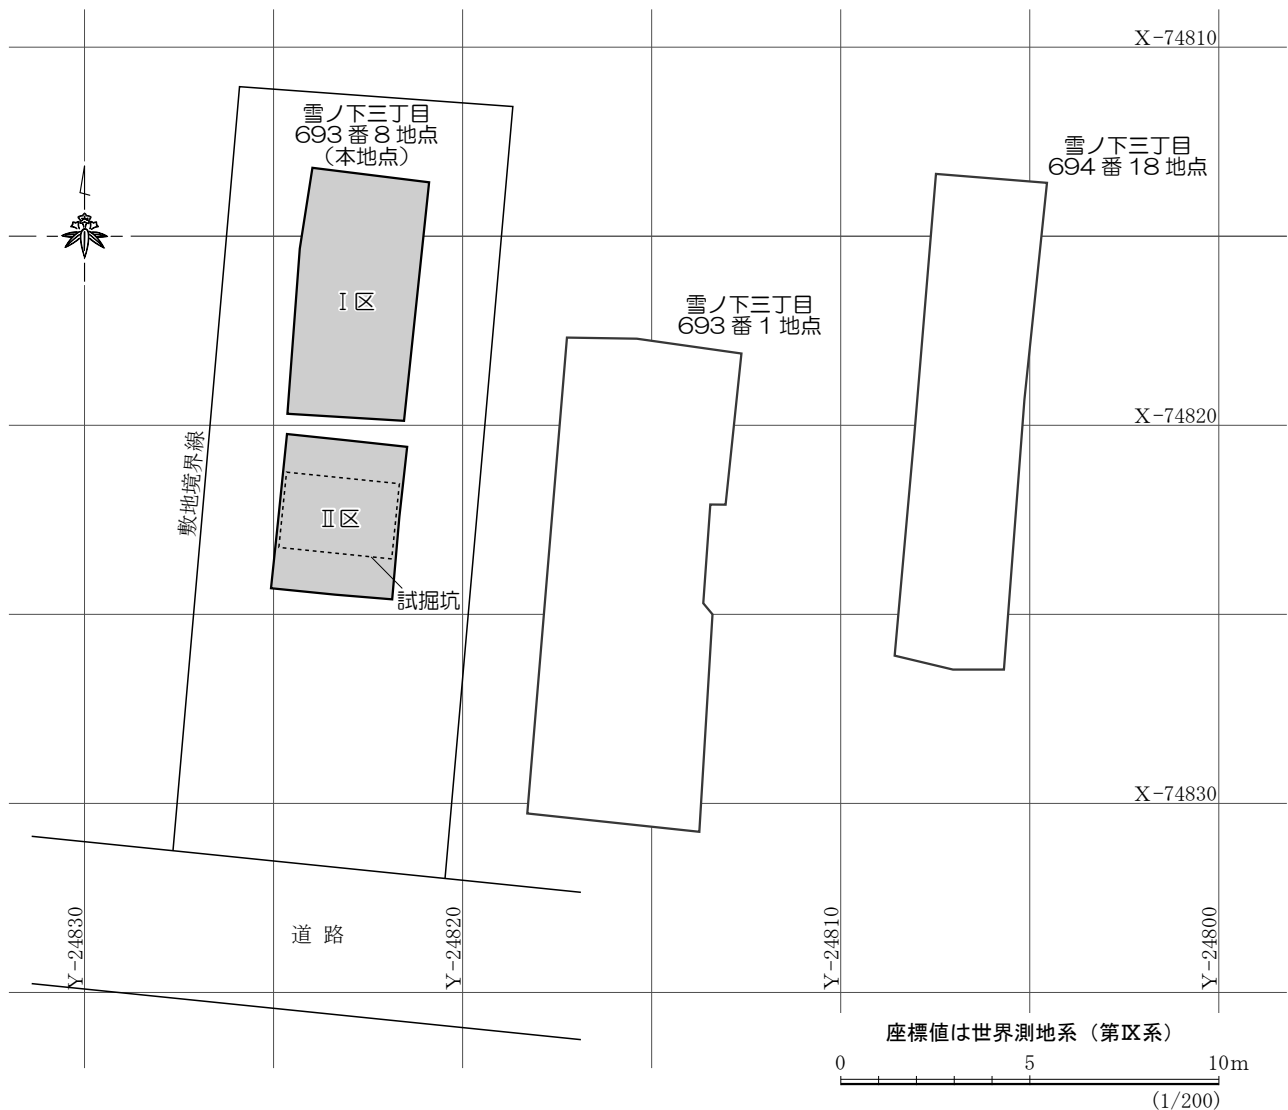 X-74810
雪ノ下三丁目
693番8地点
（本地点）
雪ノ下三丁目
694番18地点
Ⅰ区
雪ノ下三丁目
693番1地点
X-74820
敷地境界線
Ⅱ区
試掘坑
X-74830
Y-24830
Y-24820
Y-24810
Y-24800
道 路
座標値は世界測地系（第Ⅸ系）
0 5 10m
(1/200)